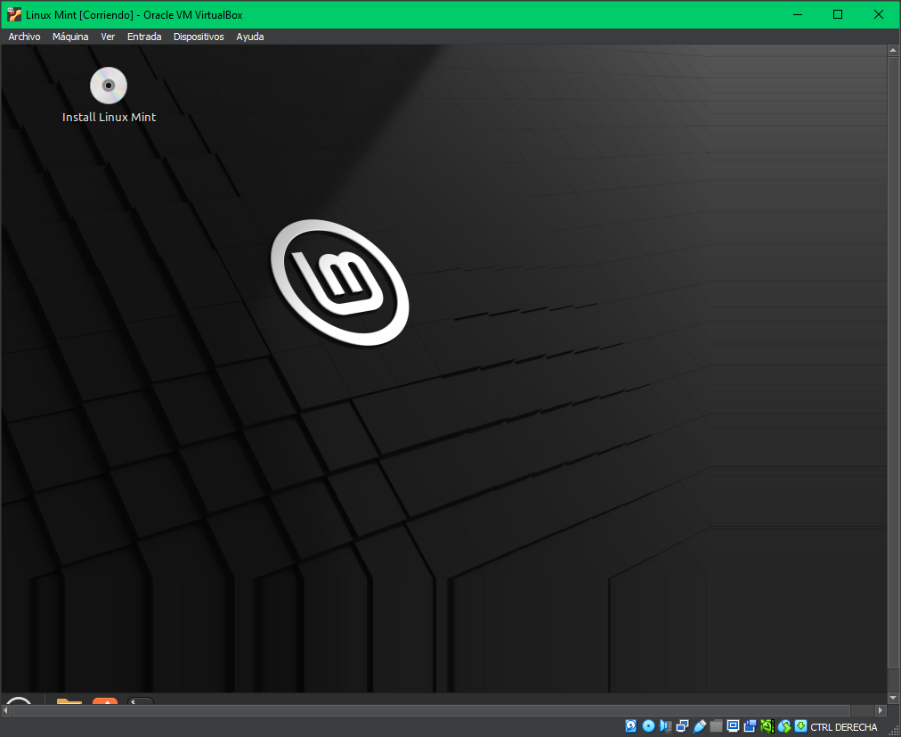 Linux Mint [Corriendo] - Oracle VM VirtualBox
Archivo Máquina Ver Entrada Dispositivos Ayuda
Install Linux Mint
CTRL DERECHA